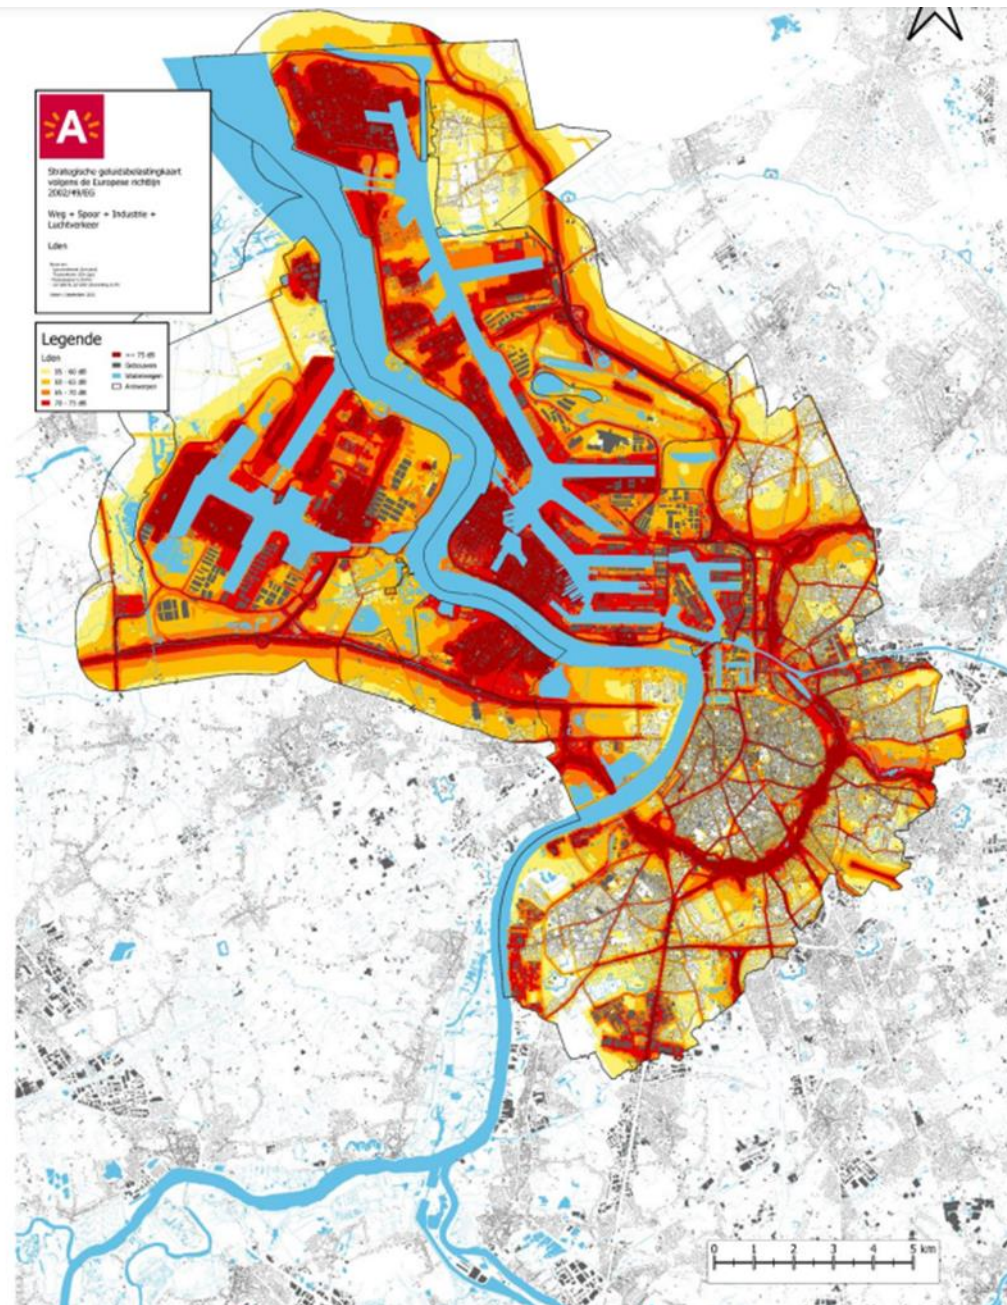 A
Strategische geluidsbelastingkaart
volgens de Europese richtlijn
2002/49/EG
Weg + Spoor + Industrie +
Luchtverkeer
Lden
Legende
Lden
55 - 60 dB
60 - 65 dB
65 - 70 dB
70 - 75 dB
>= 75 dB
Gebouwen
Waterwegen
Antwerpen
0 1 2 3 4 5 km